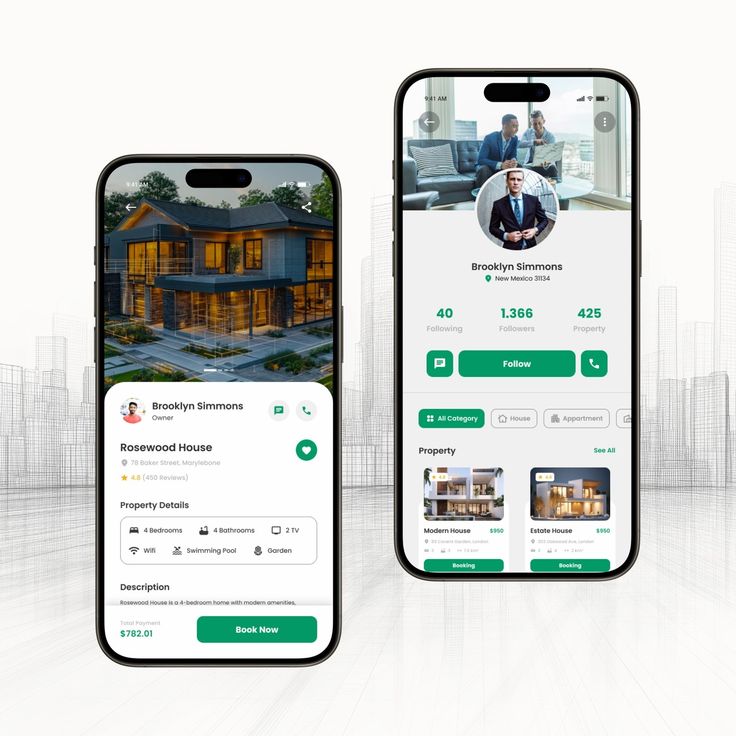 9:41 AM
Brooklyn Simmons
Owner
Rosewood House
78 Baker Street, Marylebone
4.8 (450 Reviews)
Property Details
4 Bedrooms
4 Bathrooms
2 TV
Wifi
Swimming Pool
Garden
Description
Rosewood House is a 4-bedroom home with modern amenities,
Total Payment
$782.01
Book Now
9:41 AM
Brooklyn Simmons
New Mexico 31134
40
1.366
425
Following
Followers
Property
Follow
All Category
House
Appartment
Property
See All
4.8
4.8
Modern House
$950
Estate House
$950
Booking
Booking